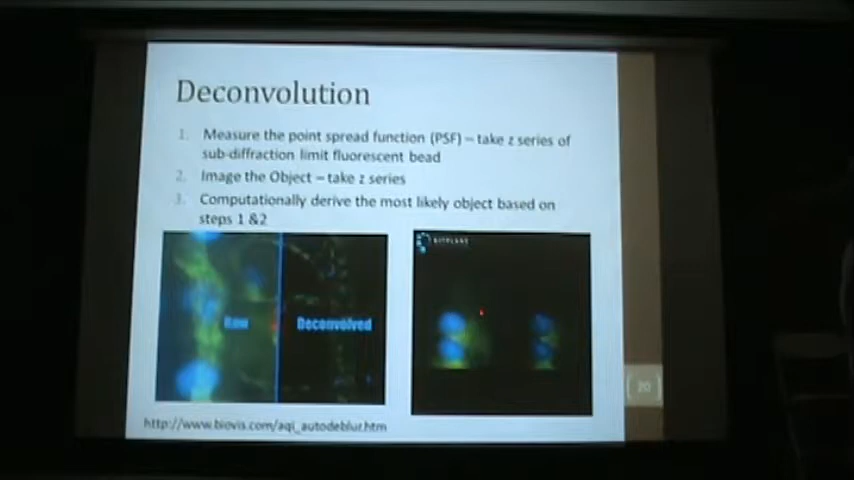 Deconvolution
1. Measure the point spread function (PSF) – take z series of
sub-diffraction limit fluorescent bead
2. Image the Object – take z series
3. Computationally derive the most likely object based on
steps 1 &2
Raw
Deconvolved
BITPLANE
20
http://www.biovis.com/aqi_autodeblur.htm